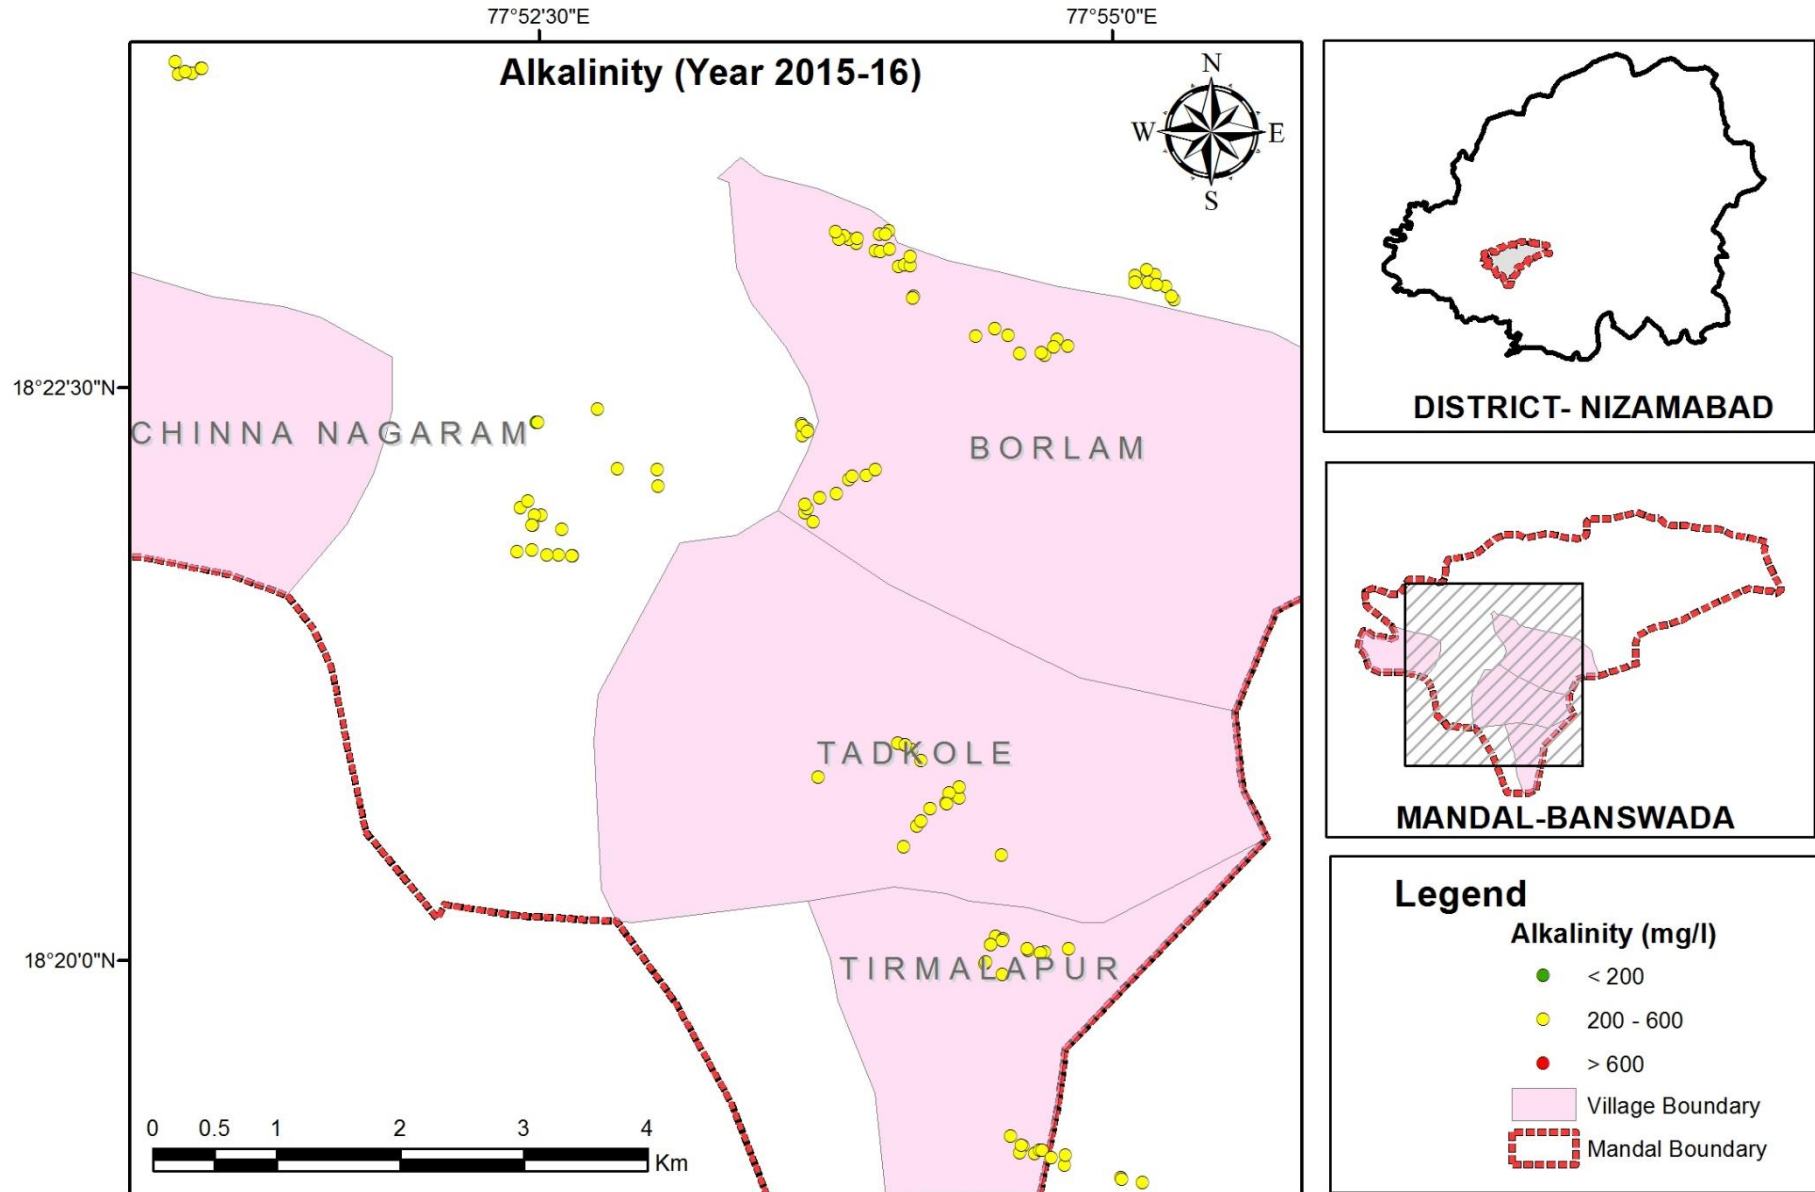 77°52'30"E
77°55'0"E
Alkalinity (Year 2015-16)
N
W
E
S
18°22'30"N
CHINNA NAGARAM
BORLAM
TADKOLE
18°20'0"N
TIRMALAPUR
0 0.5 1 2 3 4
Km
DISTRICT- NIZAMABAD
MANDAL-BANSWADA
Legend
Alkalinity (mg/l)
< 200
200 - 600
> 600
Village Boundary
Mandal Boundary